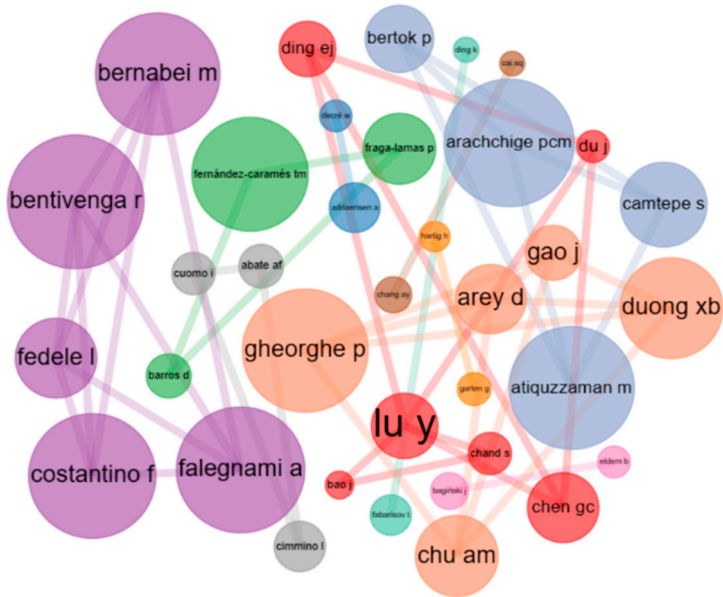 ding ej
bertok p
ding k
cai sq
bernabei m
decré w
arachchige pcm
du j
fraga-lamas p
fernández-caramés tm
bentivenga r
adriaensen a
camtepe s
hartig h
gao j
abate af
cuomo i
chang ay
arey d
duong xb
gheorghe p
fedele l
barros d
garten g
atiquzzaman m
lu y
chand s
eldem b
costantino f
falegnami a
bao j
bagiński j
chen gc
fabarisov t
cimmino l
chu am